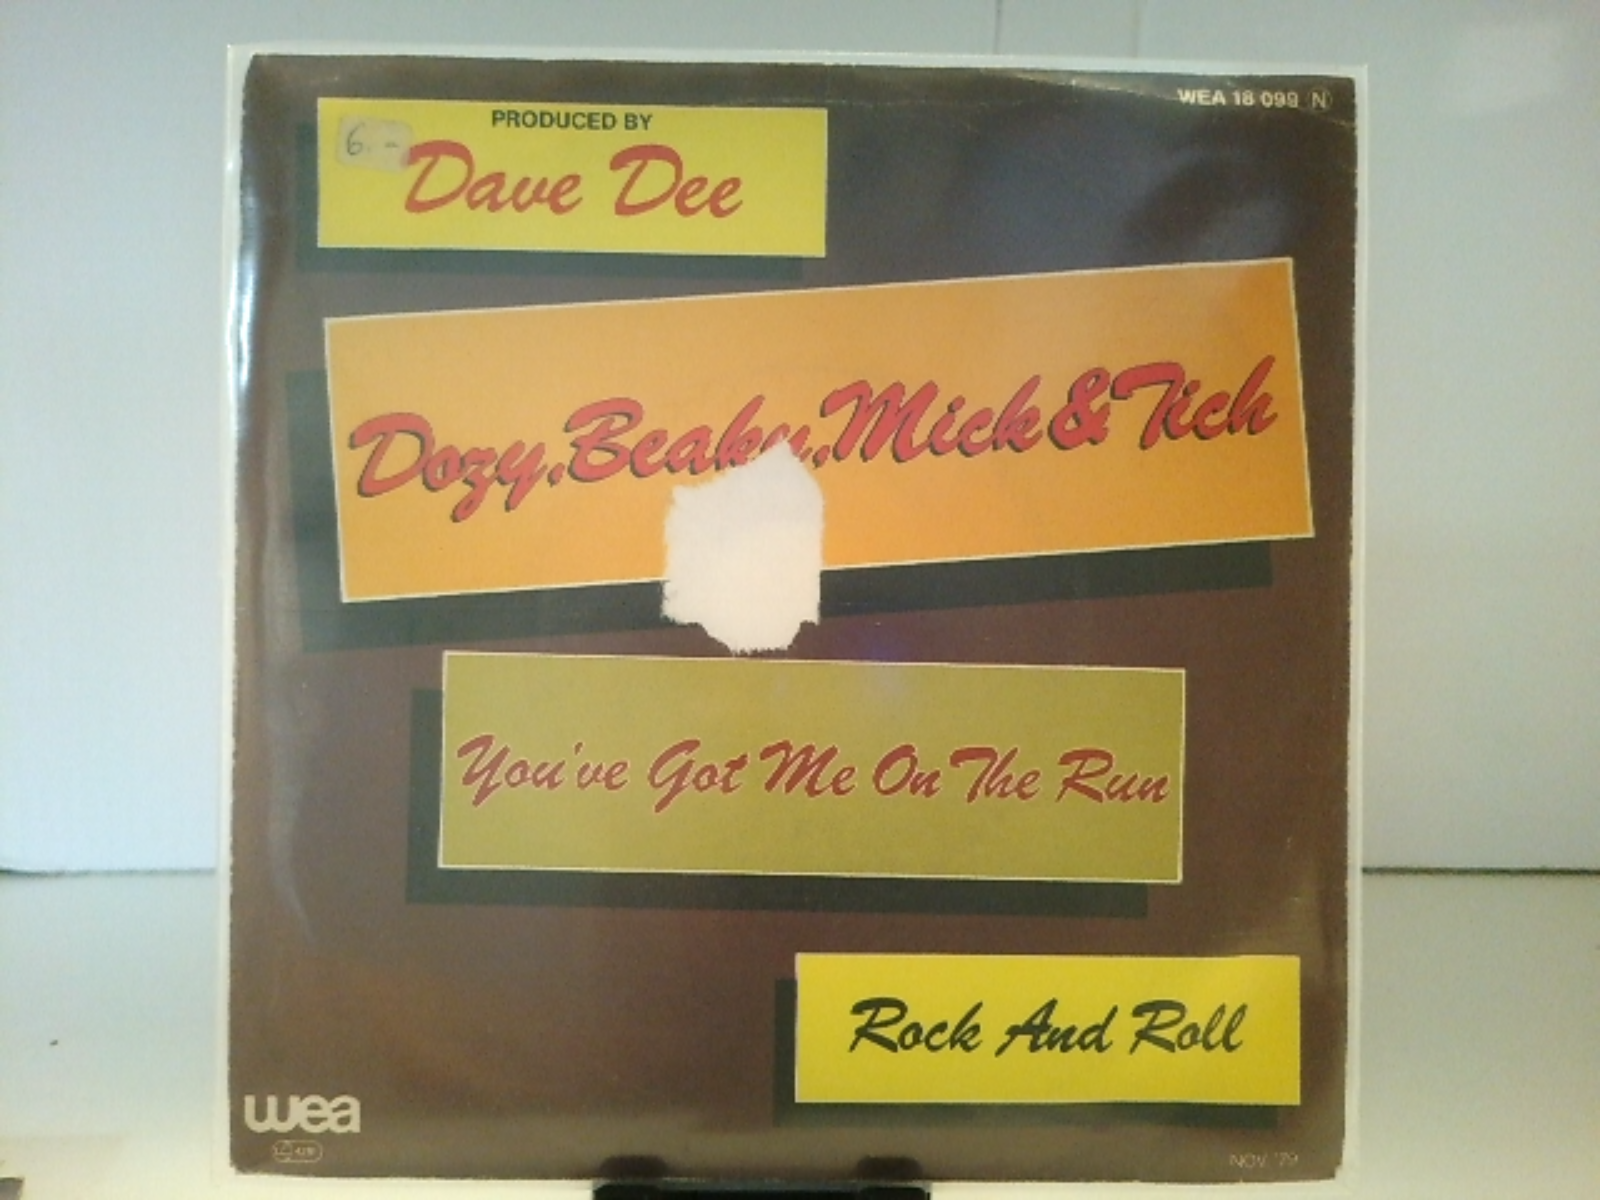 WEA 18 099 N
PRODUCED BY
6.-
Dave Dee
Dozy, Beaky, Mick & Tich
You've Got Me On The Run
Rock And Roll
wea
NOV. '79